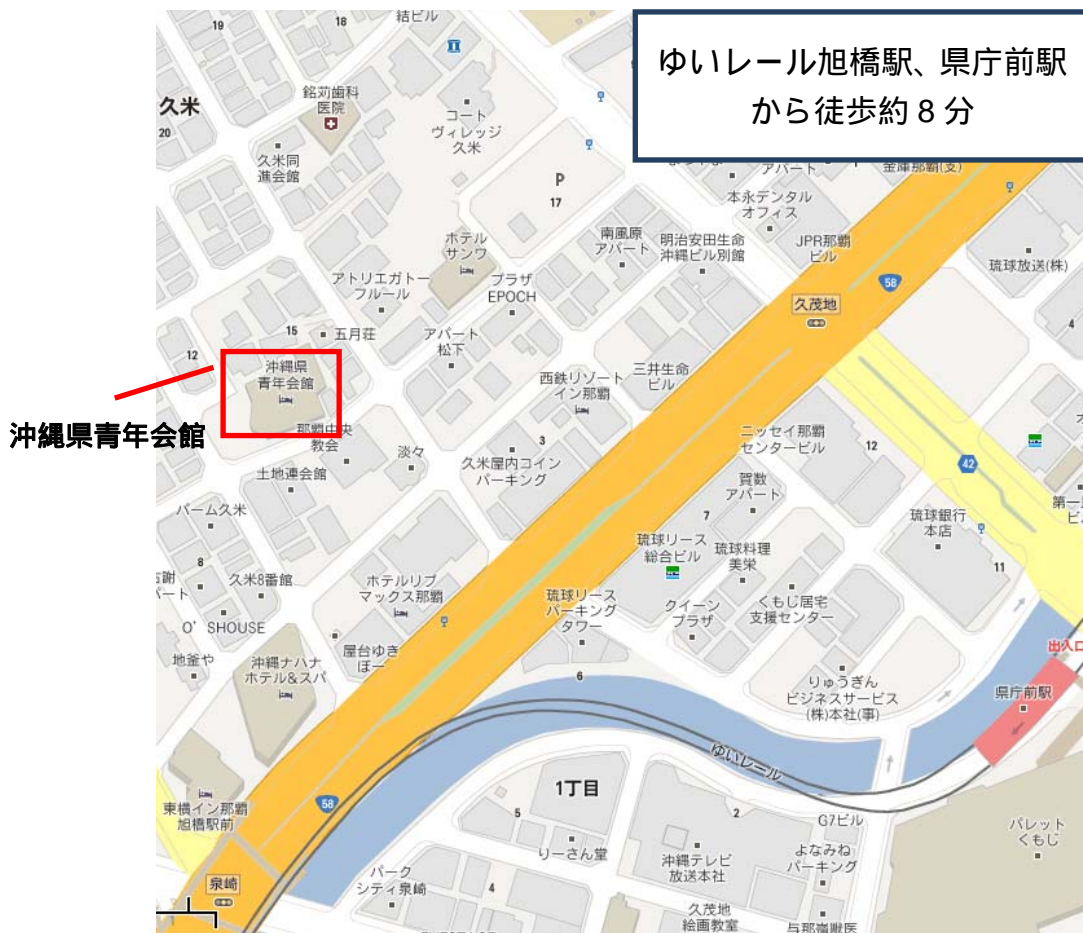 ゆいレール旭橋駅、県庁前駅
から徒歩約8分
19
18
結ビル
久米
20
銘苅歯科
医院
コート
ヴィレッジ
久米
久米同
進会館
P
17
アパート
金庫那覇(支)
本永デンタル
オフィス
ホテル
サンワ
南風原
アパート
明治安田生命
沖縄ビル別館
JPR那覇
ビル
琉球放送(株)
58
アトリエガトー
フルール
プラザ
EPOCH
久茂地
15
五月荘
アパート
松下
4
12
沖縄県
青年会館
西鉄リゾート
イン那覇
三井生命
ビル
沖縄県青年会館
那覇中央
教会
淡々
3
久米屋内コイン
パーキング
ニッセイ那覇
センタービル
12
42
土地連会館
賀数
アパート
パーム久米
7
琉球銀行
本店
琉球リース
総合ビル
琉球料理
美栄
8
久米8番館
ホテルリブ
マックス那覇
11
O’SHOUSE
琉球リース
パーキング
タワー
クイーン
プラザ
くもじ居宅
支援センター
地釜や
沖縄ナハナ
ホテル&スパ
屋台ゆき
ぼー
出入口
6
りゅうぎん
ビジネスサービス
(株)本社(事)
県庁前駅
ゆいレール
1丁目
58
東横イン那覇
旭橋駅前
5
2
G7ビル
りーさん堂
沖縄テレビ
放送本社
よなみね
パーキング
パレット
くもじ
泉崎
パーク
シティ泉崎
4
久茂地
絵画教室
与那嶺獣医